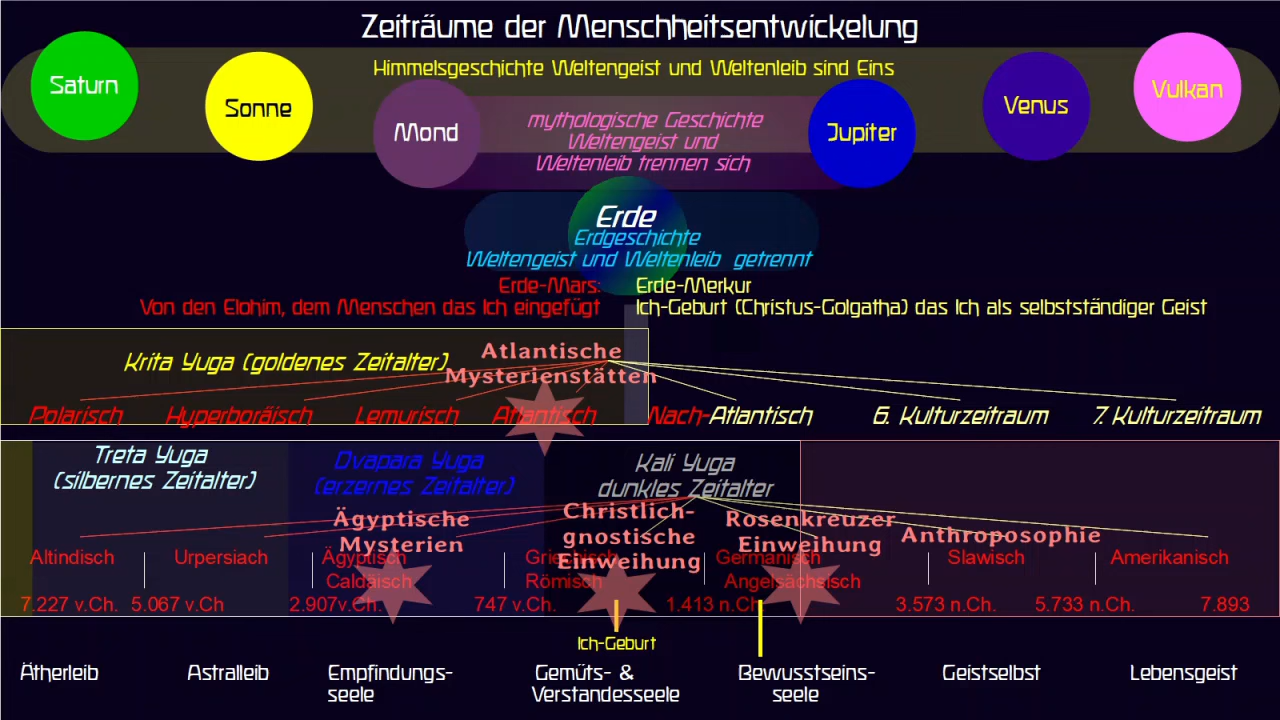 Zeiträume der Menschheitsentwickelung
Himmelsgeschichte Weltengeist und Weltenleib sind Eins
Saturn
Sonne
Mond
Jupiter
Venus
Vulkan
mythologische Geschichte
Weltengeist und
Weltenleib trennen sich
Erde
Erdgeschichte
Weltengeist und Weltenleib getrennt
Erde-Mars:
Von den Elohim, dem Menschen das Ich eingefügt
Erde-Merkur
Ich-Geburt (Christus-Golgatha) das Ich als selbstständiger Geist
Krita Yuga (goldenes Zeitalter)
Atlantische
Mysterienstätten
Polarisch Hyperboräisch Lemurisch Atlantisch Nach-Atlantisch 6. Kulturzeitraum 7. Kulturzeitraum
Treta Yuga
(silbernes Zeitalter)
Dvapara Yuga
(erzernes Zeitalter)
Kali Yuga
dunkles Zeitalter
Ägyptische
Mysterien
Christlich-
gnostische
Einweihung
Rosenkreuzer
Einweihung
Anthroposophie
Altindisch
Urpersiach
Ägyptisch
Caldäisch
Griechisch
Römisch
Germanisch
Angelsächsisch
Slawisch
Amerikanisch
7.227 v.Ch. 5.067 v.Ch 2.907v.Ch. 747 v.Ch. 1.413 n.Ch 3.573 n.Ch. 5.733 n.Ch. 7.893
Ich-Geburt
Ätherleib
Astralleib
Empfindungs-
seele
Gemüts- &
Verstandesseele
Bewusstseins-
seele
Geistselbst
Lebensgeist